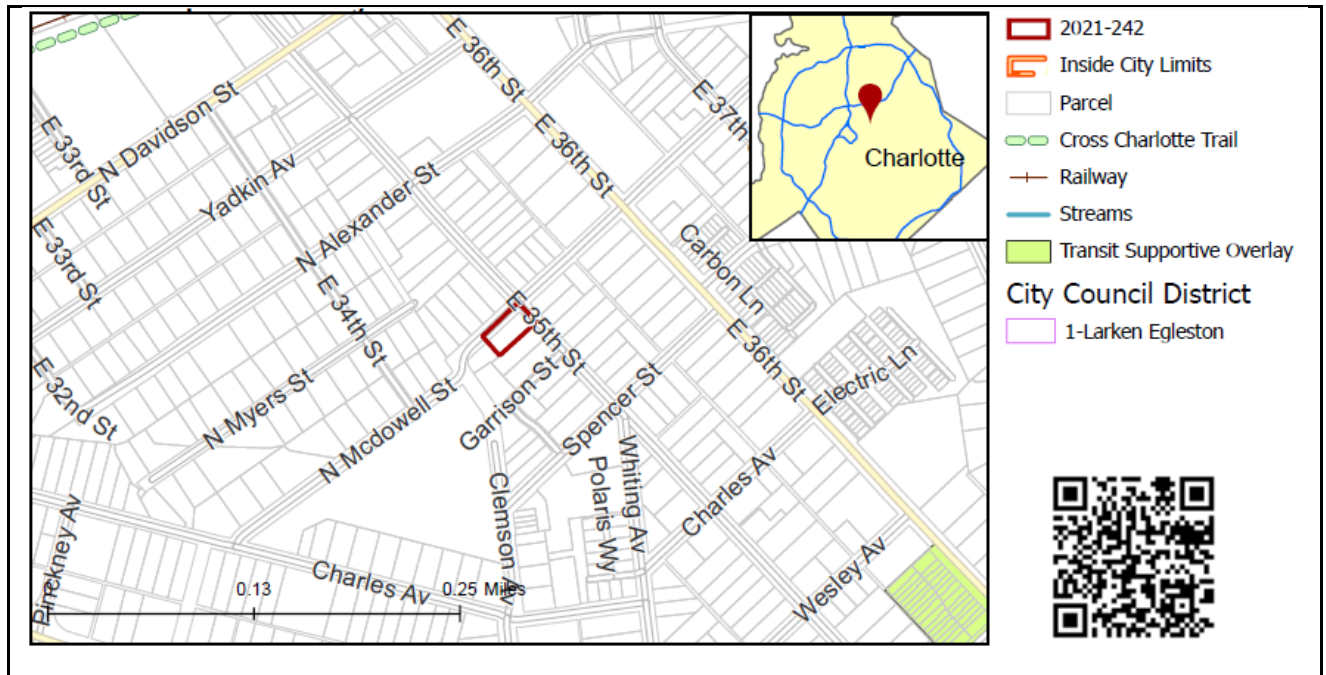 E 36th St
E 37th
E 33rd St
N Davidson St
E 36th St
Yadkin Av
Charlotte
N Alexander St
E 33rd St
Carbon Ln
E 34th St
E 35th St
E 36th St
Electric Ln
E 32nd St
N Myers St
N Mcdowell St
Garrison St
Spencer St
Whiting Av
Polaris Wy
Clemson Av
Charles Av
Wesley Av
Pinckney Av
Charles Av
0.13
0.25 Miles
2021-242
Inside City Limits
Parcel
Cross Charlotte Trail
Railway
Streams
Transit Supportive Overlay
City Council District
1-Larken Egleston